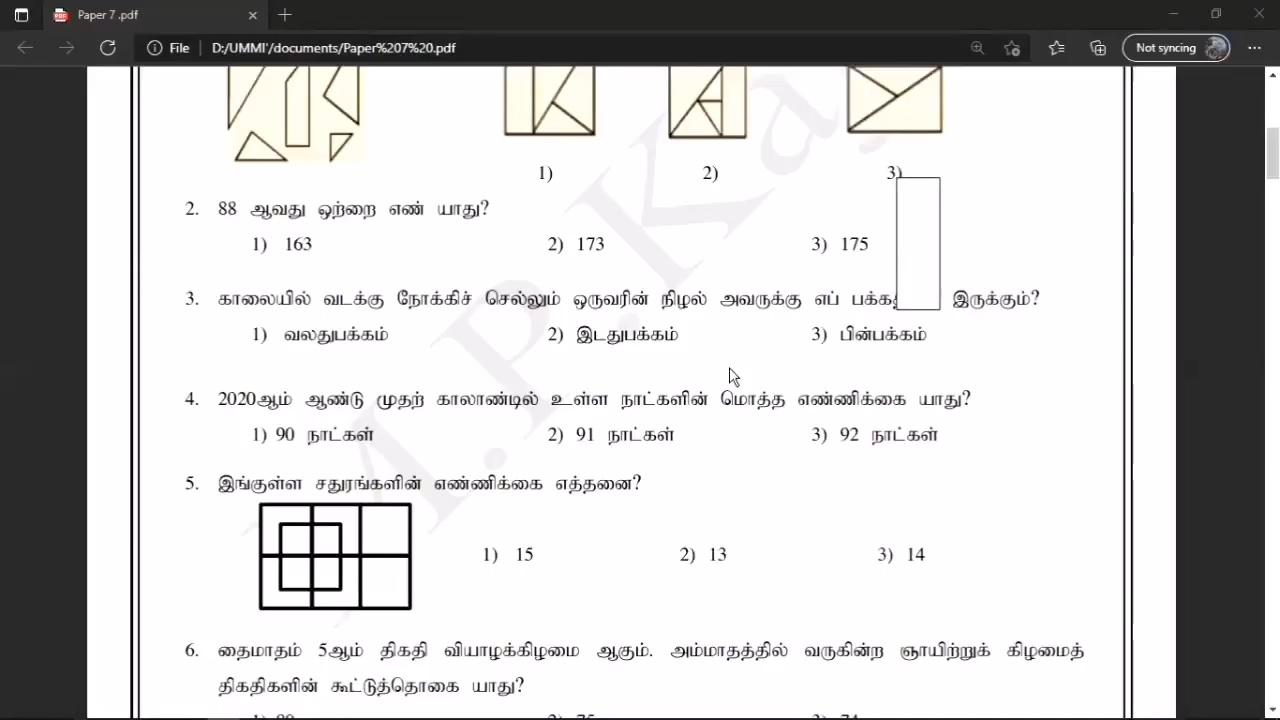 Paper 7 .pdf
File D:/UMMI'/documents/Paper%207%20.pdf Not syncing
1) 2) 3)
2. 88 ஆவது ஒற்றை எண் யாது?
1) 163 2) 173 3) 175
3. காலையில் வடக்கு நோக்கிச் செல்லும் ஒருவரின் நிழல் அவருக்கு எப் இருக்கும்?
1) வலதுபக்கம் 2) இடதுபக்கம் 3) பின்பக்கம்
4. 2020ஆம் ஆண்டு முதற் காலாண்டில் உள்ள நாட்களின் மொத்த எண்ணிக்கை யாது?
1) 90 நாட்கள் 2) 91 நாட்கள் 3) 92 நாட்கள்
5. இங்குள்ள சதுரங்களின் எண்ணிக்கை எத்தனை?
1) 15 2) 13 3) 14
6. தைமாதம் 5ஆம் திகதி வியாழக்கிழமை ஆகும். அம்மாதத்தில் வருகின்ற ஞாயிற்றுக் கிழமைத்
திகதிகளின் கூட்டுத்தொகை யாது?
M.P.Ka